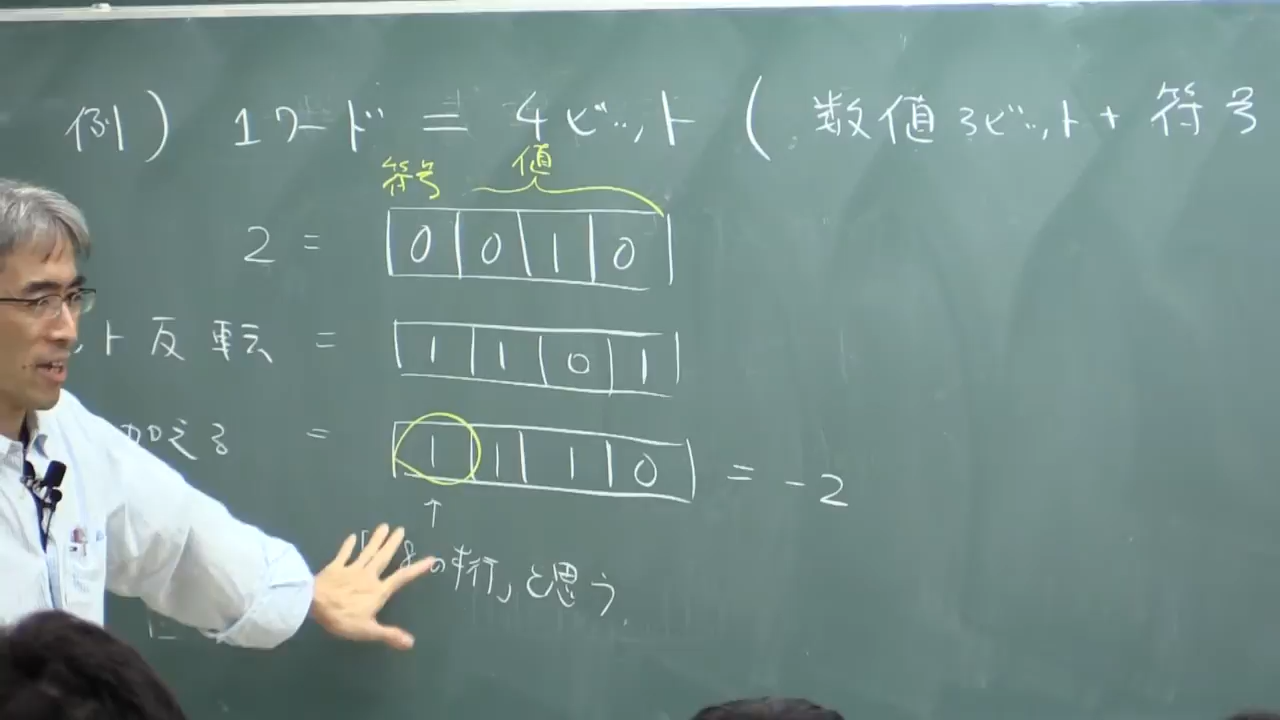 例) 1ワード = 4ビット ( 数値 3ビット + 符号
符号 値
2 = 0 0 1 0
ト反転 = 1 1 0 1
加える = 1 1 1 0 = -2
↑
8の桁」と思う.